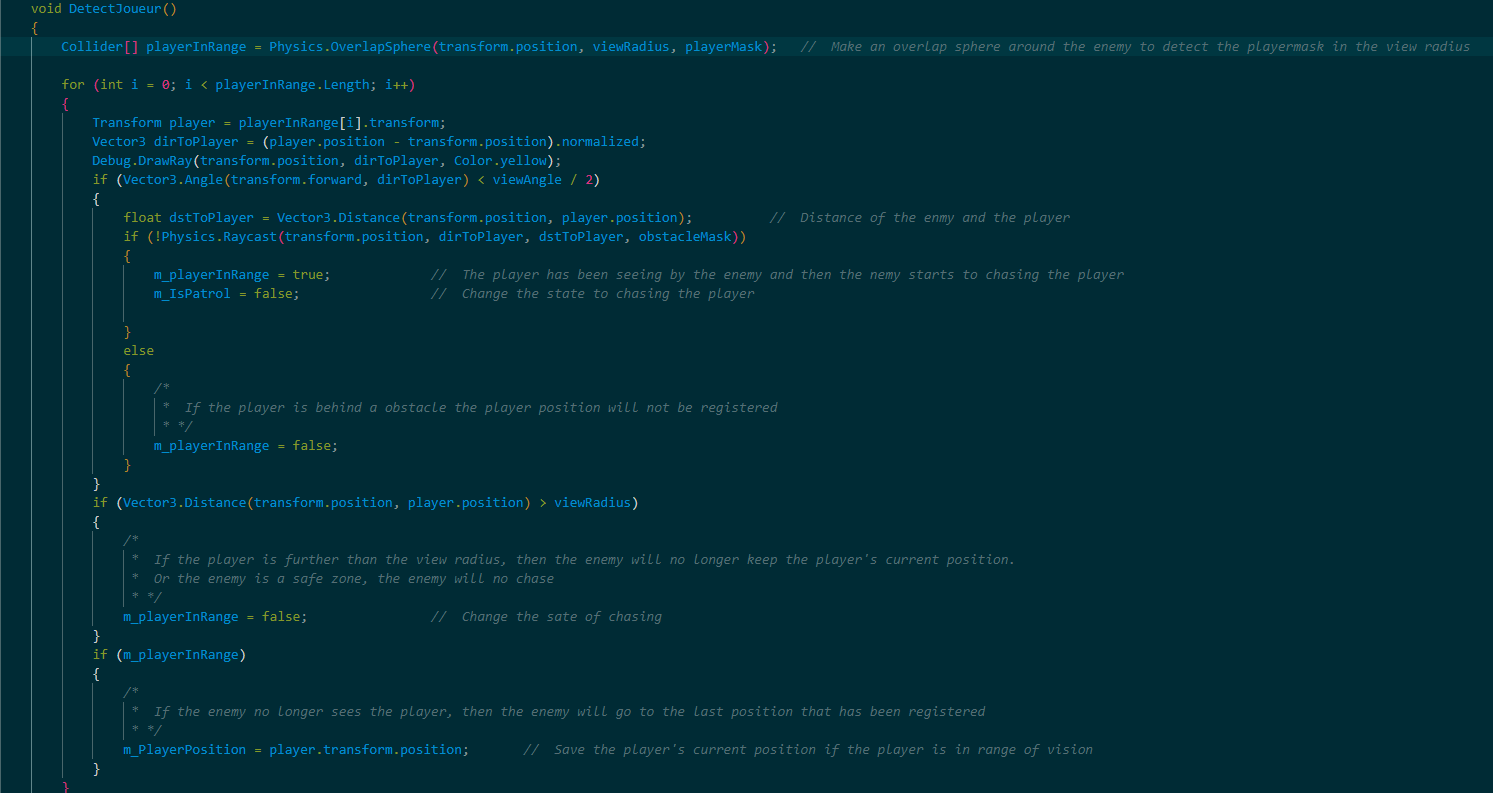 void DetectJoueur()
{
Collider[] playerInRange = Physics.OverlapSphere(transform.position, viewRadius, playerMask);   //  Make an overlap sphere around the enemy to detect the playermask in the view radius
for (int i = 0; i < playerInRange.Length; i++)
{
Transform player = playerInRange[i].transform;
Vector3 dirToPlayer = (player.position - transform.position).normalized;
Debug.DrawRay(transform.position, dirToPlayer, Color.yellow);
if (Vector3.Angle(transform.forward, dirToPlayer) < viewAngle / 2)
{
float dstToPlayer = Vector3.Distance(transform.position, player.position);          //  Distance of the enmy and the player
if (!Physics.Raycast(transform.position, dirToPlayer, dstToPlayer, obstacleMask))
{
m_playerInRange = true;             //  The player has been seeing by the enemy and then the nemy starts to chasing the player
m_IsPatrol = false;                 //  Change the state to chasing the player
}
else
{
/*
*  If the player is behind a obstacle the player position will not be registered
* */
m_playerInRange = false;
}
}
if (Vector3.Distance(transform.position, player.position) > viewRadius)
{
/*
*  If the player is further than the view radius, then the enemy will no longer keep the player's current position.
*  Or the enemy is a safe zone, the enemy will no chase
* */
m_playerInRange = false;                //  Change the sate of chasing
}
if (m_playerInRange)
{
/*
*  If the enemy no longer sees the player, then the enemy will go to the last position that has been registered
* */
m_PlayerPosition = player.transform.position;       //  Save the player's current position if the player is in range of vision
}
}